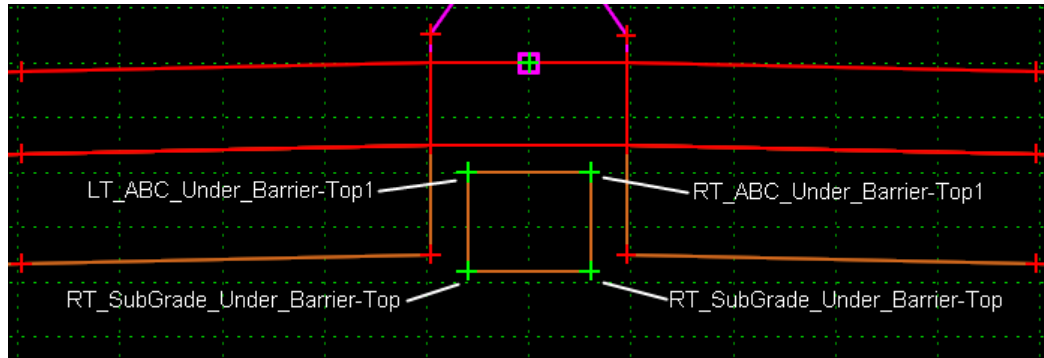 LT_ABC_Under_Barrier-Top1
RT_ABC_Under_Barrier-Top1
RT_SubGrade_Under_Barrier-Top
RT_SubGrade_Under_Barrier-Top